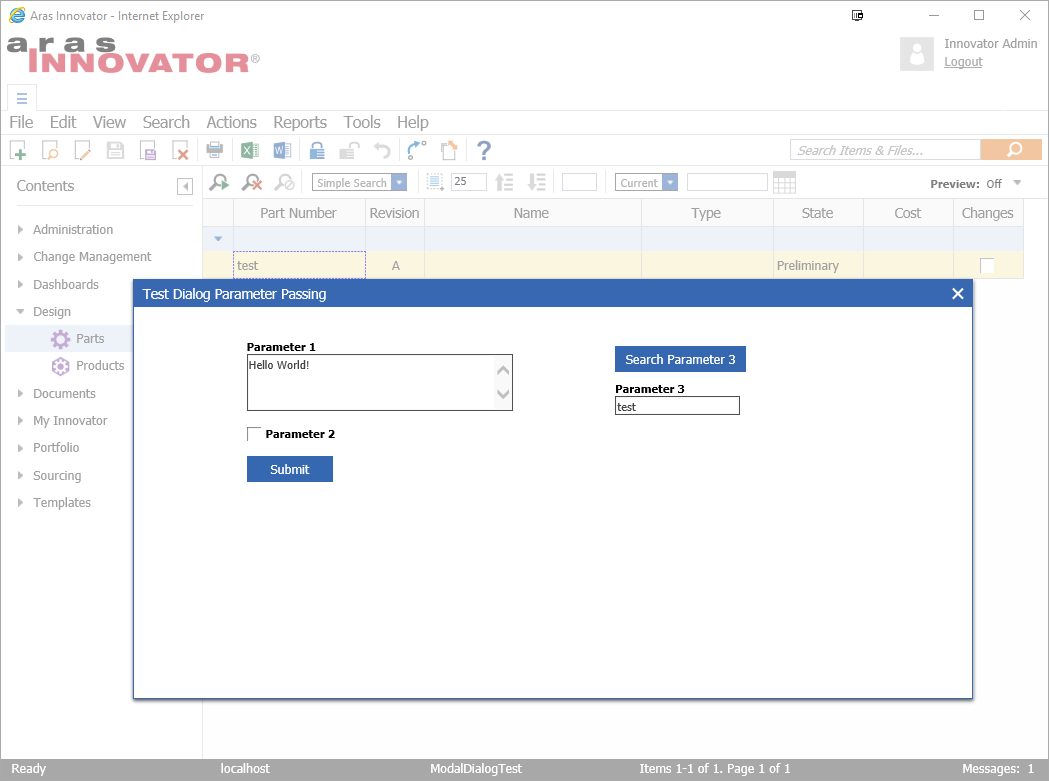 Aras Innovator - Internet Explorer
aras
INNOVATOR®
Innovator Admin
Logout
File Edit View Search Actions Reports Tools Help
Search Items & Files...
Contents
Simple Search 25 Current Preview: Off
Part Number Revision Name Type State Cost Changes
test A Preliminary
Administration
Change Management
Dashboards
Design
Parts
Products
Documents
My Innovator
Portfolio
Sourcing
Templates
Test Dialog Parameter Passing
Parameter 1
Hello World!
Parameter 2
Submit
Search Parameter 3
Parameter 3
test
Ready localhost ModalDialogTest Items 1-1 of 1. Page 1 of 1 Messages: 1